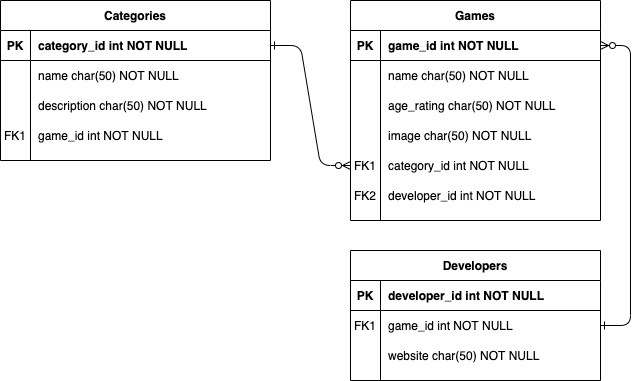 Categories
PK category_id int NOT NULL
name char(50) NOT NULL
description char(50) NOT NULL
FK1 game_id int NOT NULL
Games
PK game_id int NOT NULL
name char(50) NOT NULL
age_rating char(50) NOT NULL
image char(50) NOT NULL
FK1 category_id int NOT NULL
FK2 developer_id int NOT NULL
Developers
PK developer_id int NOT NULL
FK1 game_id int NOT NULL
website char(50) NOT NULL